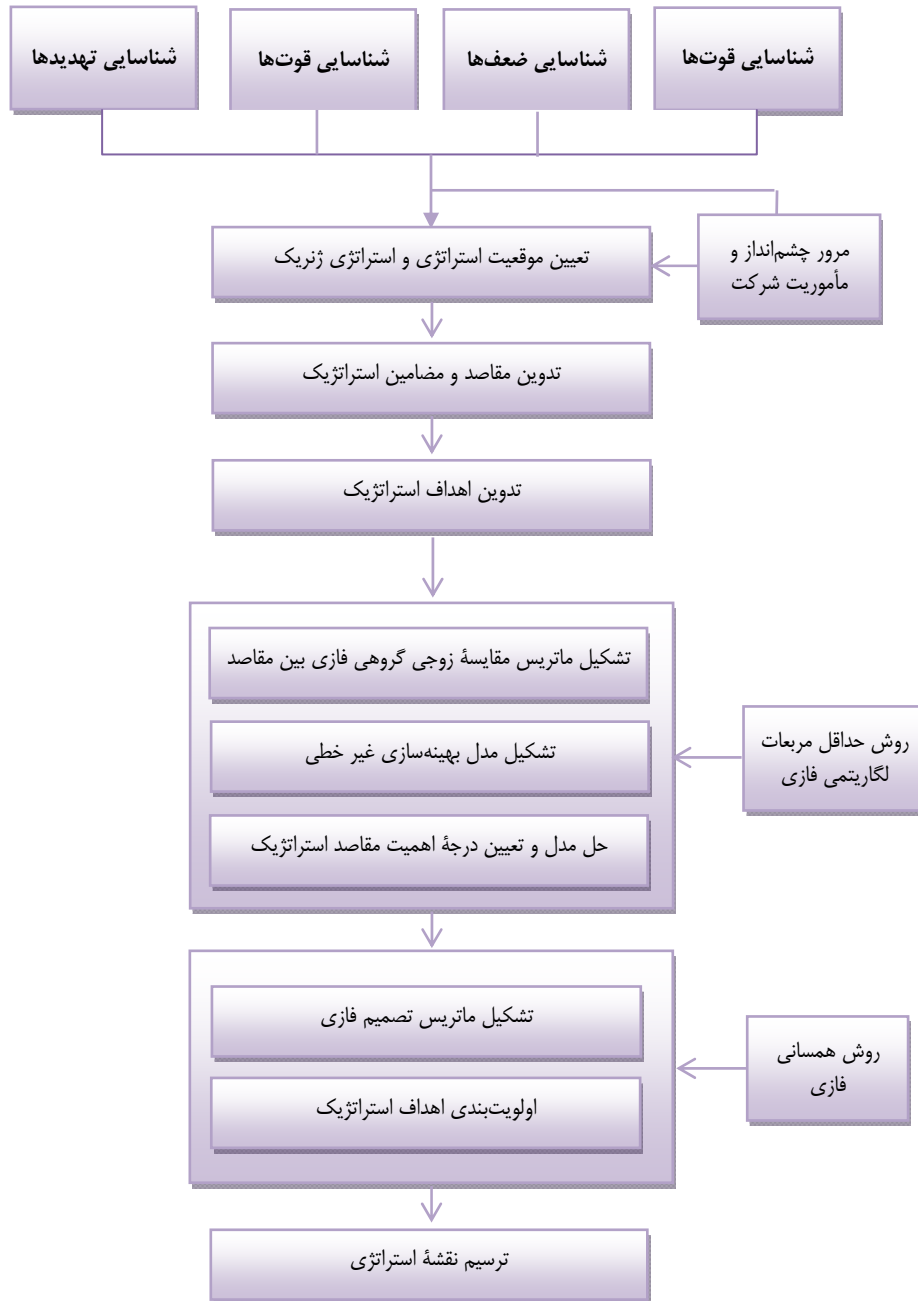 شناسایی قوت‌ها
شناسایی ضعف‌ها
شناسایی قوت‌ها
شناسایی تهدیدها
مرور چشم‌انداز و
مأموریت شرکت
تعیین موقعیت استراتژی و استراتژی ژنریک
تدوین مقاصد و مضامین استراتژیک
تدوین اهداف استراتژیک
تشکیل ماتریس مقایسهٔ زوجی گروهی فازی بین مقاصد
تشکیل مدل بهینه‌سازی غیر خطی
حل مدل و تعیین درجهٔ اهمیت مقاصد استراتژیک
روش حداقل مربعات
لگاریتمی فازی
تشکیل ماتریس تصمیم فازی
اولویت‌بندی اهداف استراتژیک
روش همسانی
فازی
ترسیم نقشهٔ استراتژی